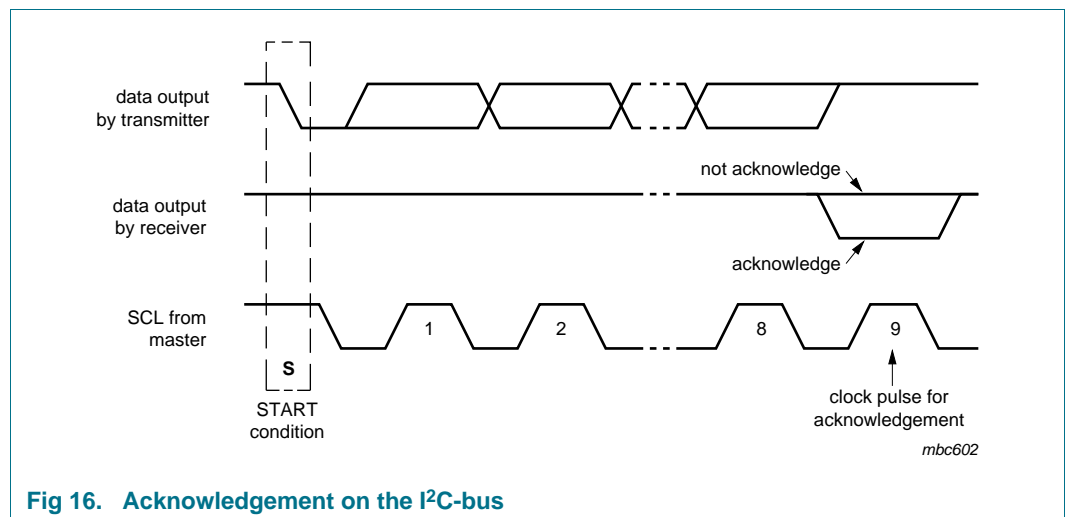 data output
by transmitter
not acknowledge
data output
by receiver
acknowledge
SCL from
master
1
2
8
9
S
START
condition
clock pulse for
acknowledgement
mbc602
Fig 16. Acknowledgement on the I²C-bus